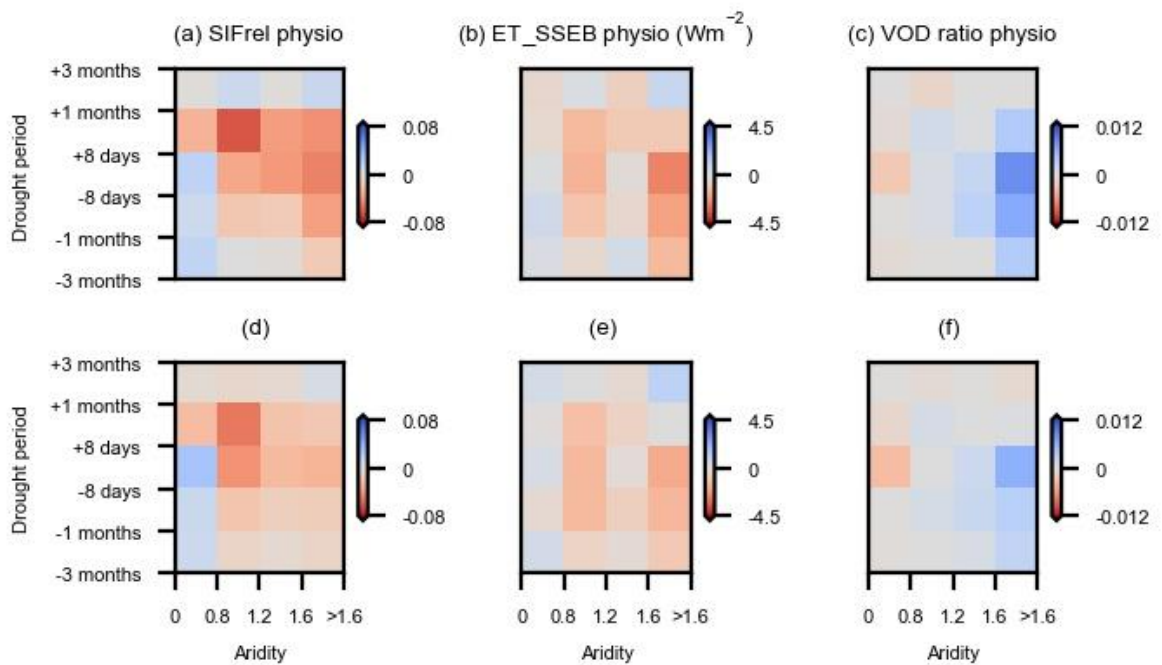 (a) SIFrel physio
(b) ET_SSEB physio (Wm⁻²)
(c) VOD ratio physio
Drought period
+3 months
+1 months
+8 days
-8 days
-1 months
-3 months
0.08
0
-0.08
4.5
0
-4.5
0.012
0
-0.012
(d)
(e)
(f)
Drought period
+3 months
+1 months
+8 days
-8 days
-1 months
-3 months
0.08
0
-0.08
4.5
0
-4.5
0.012
0
-0.012
0 0.8 1.2 1.6 >1.6
0 0.8 1.2 1.6 >1.6
0 0.8 1.2 1.6 >1.6
Aridity
Aridity
Aridity